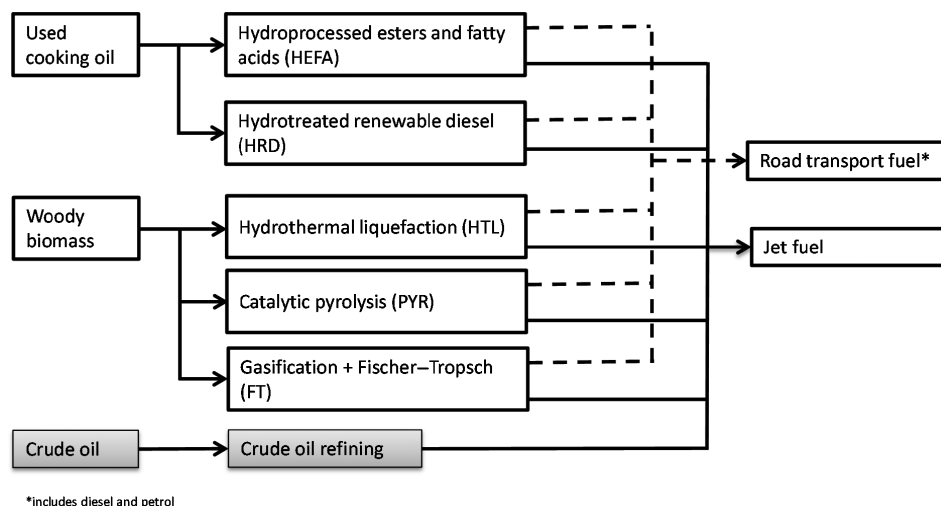 Used
cooking oil
Hydroprocessed esters and fatty
acids (HEFA)
Hydrotreated renewable diesel
(HRD)
Road transport fuel*
Woody
biomass
Hydrothermal liquefaction (HTL)
Jet fuel
Catalytic pyrolysis (PYR)
Gasification + Fischer–Tropsch
(FT)
Crude oil
Crude oil refining
*includes diesel and petrol